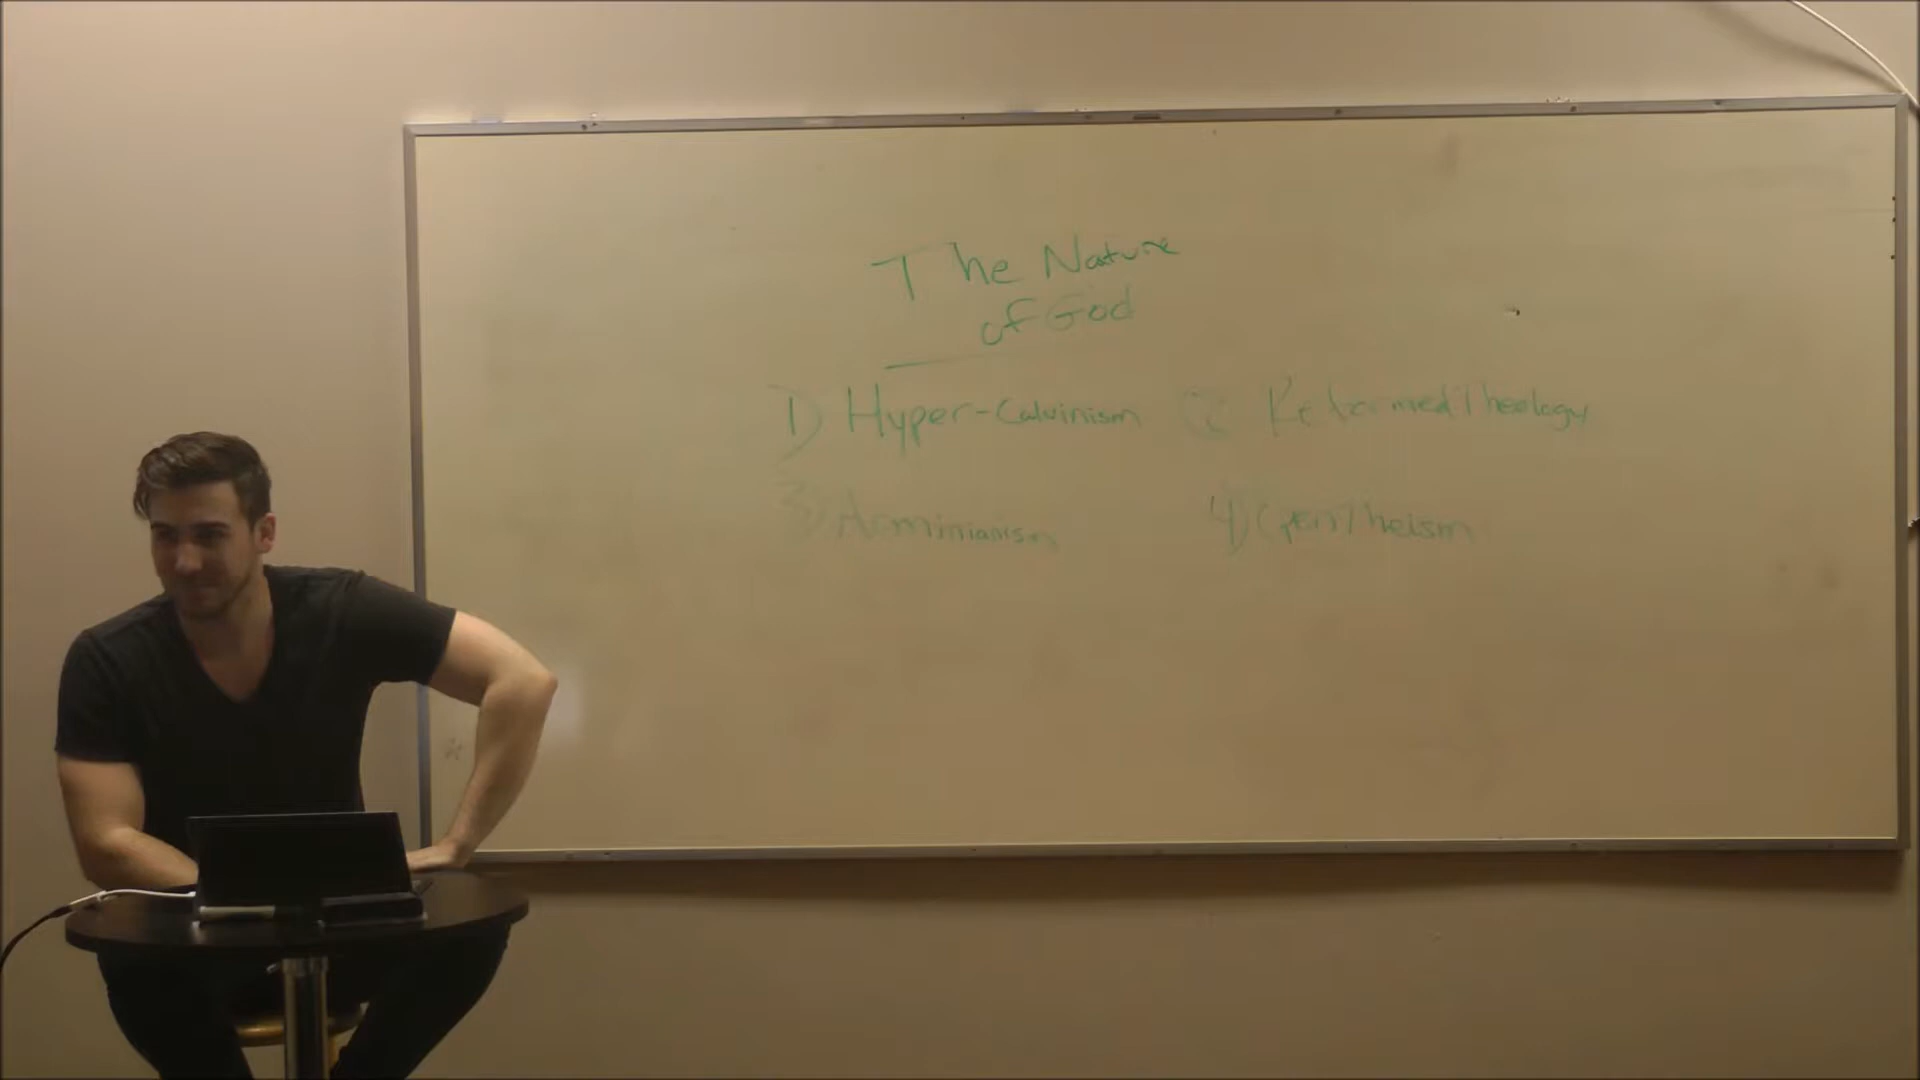 The Nature
of God
1) Hyper-Calvinism 2 Reformed Theology
3) Arminianism 4) Open Theism